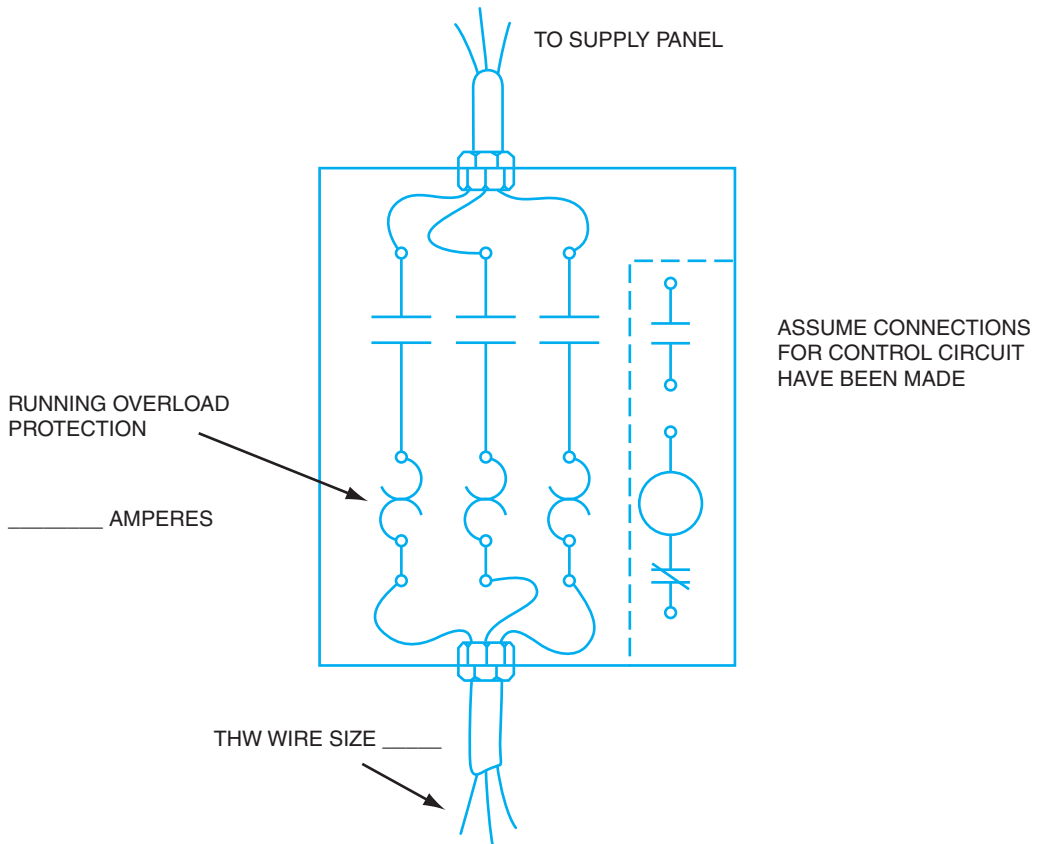 TO SUPPLY PANEL
ASSUME CONNECTIONS
FOR CONTROL CIRCUIT
HAVE BEEN MADE
RUNNING OVERLOAD
PROTECTION
_________ AMPERES
THW WIRE SIZE _____